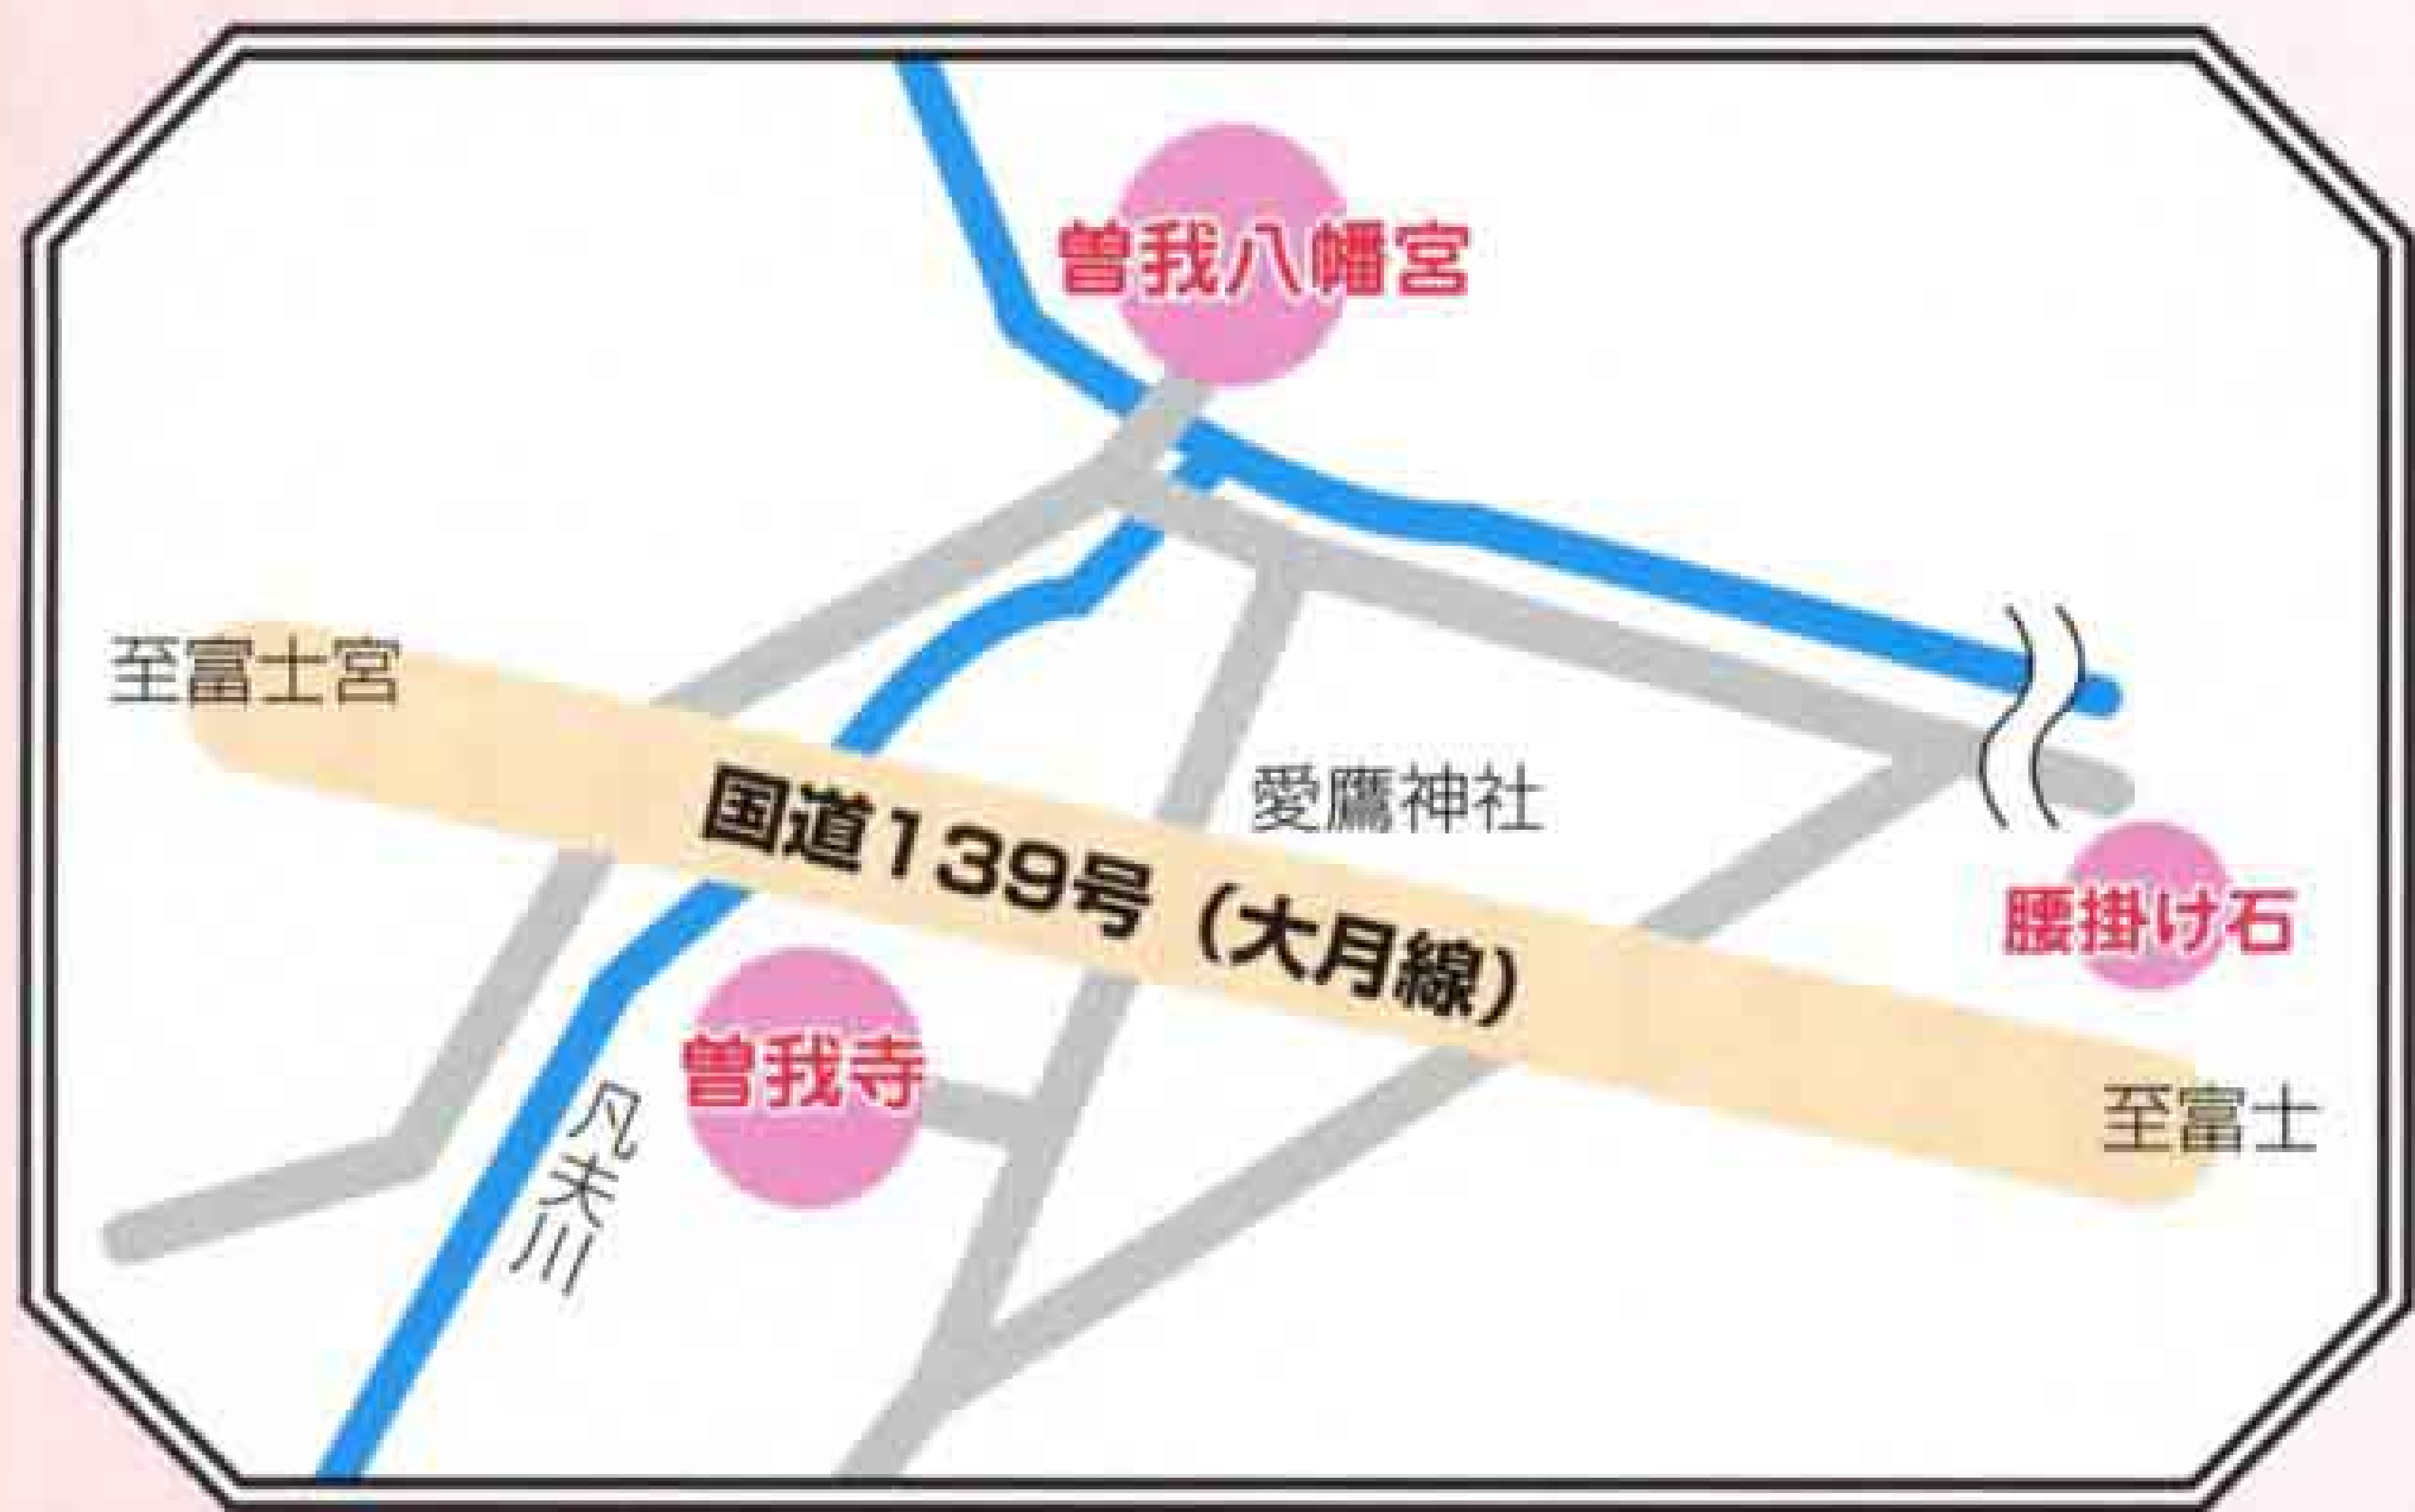 曽我八幡宮
至富士宮
国道139号（大月線）
愛鷹神社
腰掛け石
曽我寺
至富士
凡夫川